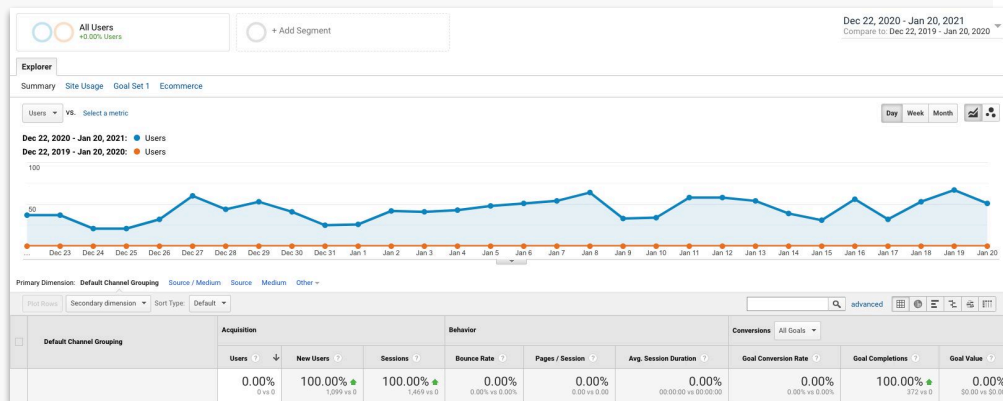 All Users
+0.00% Users
+ Add Segment
Dec 22, 2020 - Jan 20, 2021
Compare to: Dec 22, 2019 - Jan 20, 2020
Explorer
Summary Site Usage Goal Set 1 Ecommerce
Users VS. Select a metric
Day Week Month
Dec 22, 2020 - Jan 20, 2021: Users
Dec 22, 2019 - Jan 20, 2020: Users
100
50
... Dec 23 Dec 24 Dec 25 Dec 26 Dec 27 Dec 28 Dec 29 Dec 30 Dec 31 Jan 1 Jan 2 Jan 3 Jan 4 Jan 5 Jan 6 Jan 7 Jan 8 Jan 9 Jan 10 Jan 11 Jan 12 Jan 13 Jan 14 Jan 15 Jan 16 Jan 17 Jan 18 Jan 19 Jan 20
Primary Dimension: Default Channel Grouping Source / Medium Source Medium Other
Plot Rows Secondary dimension Sort Type: Default advanced
Default Channel Grouping
Acquisition Behavior Conversions All Goals
Users ? New Users ? Sessions ? Bounce Rate ? Pages / Session ? Avg. Session Duration ? Goal Conversion Rate ? Goal Completions ? Goal Value ?
0.00% 100.00% 100.00% 0.00% 0.00% 0.00% 0.00% 100.00% 0.00%
0 vs 0 1,099 vs 0 1,469 vs 0 0.00% vs 0.00% 0.00 vs 0.00 00:00:00 vs 00:00:00 0.00% vs 0.00% 372 vs 0 $0.00 vs $0.00